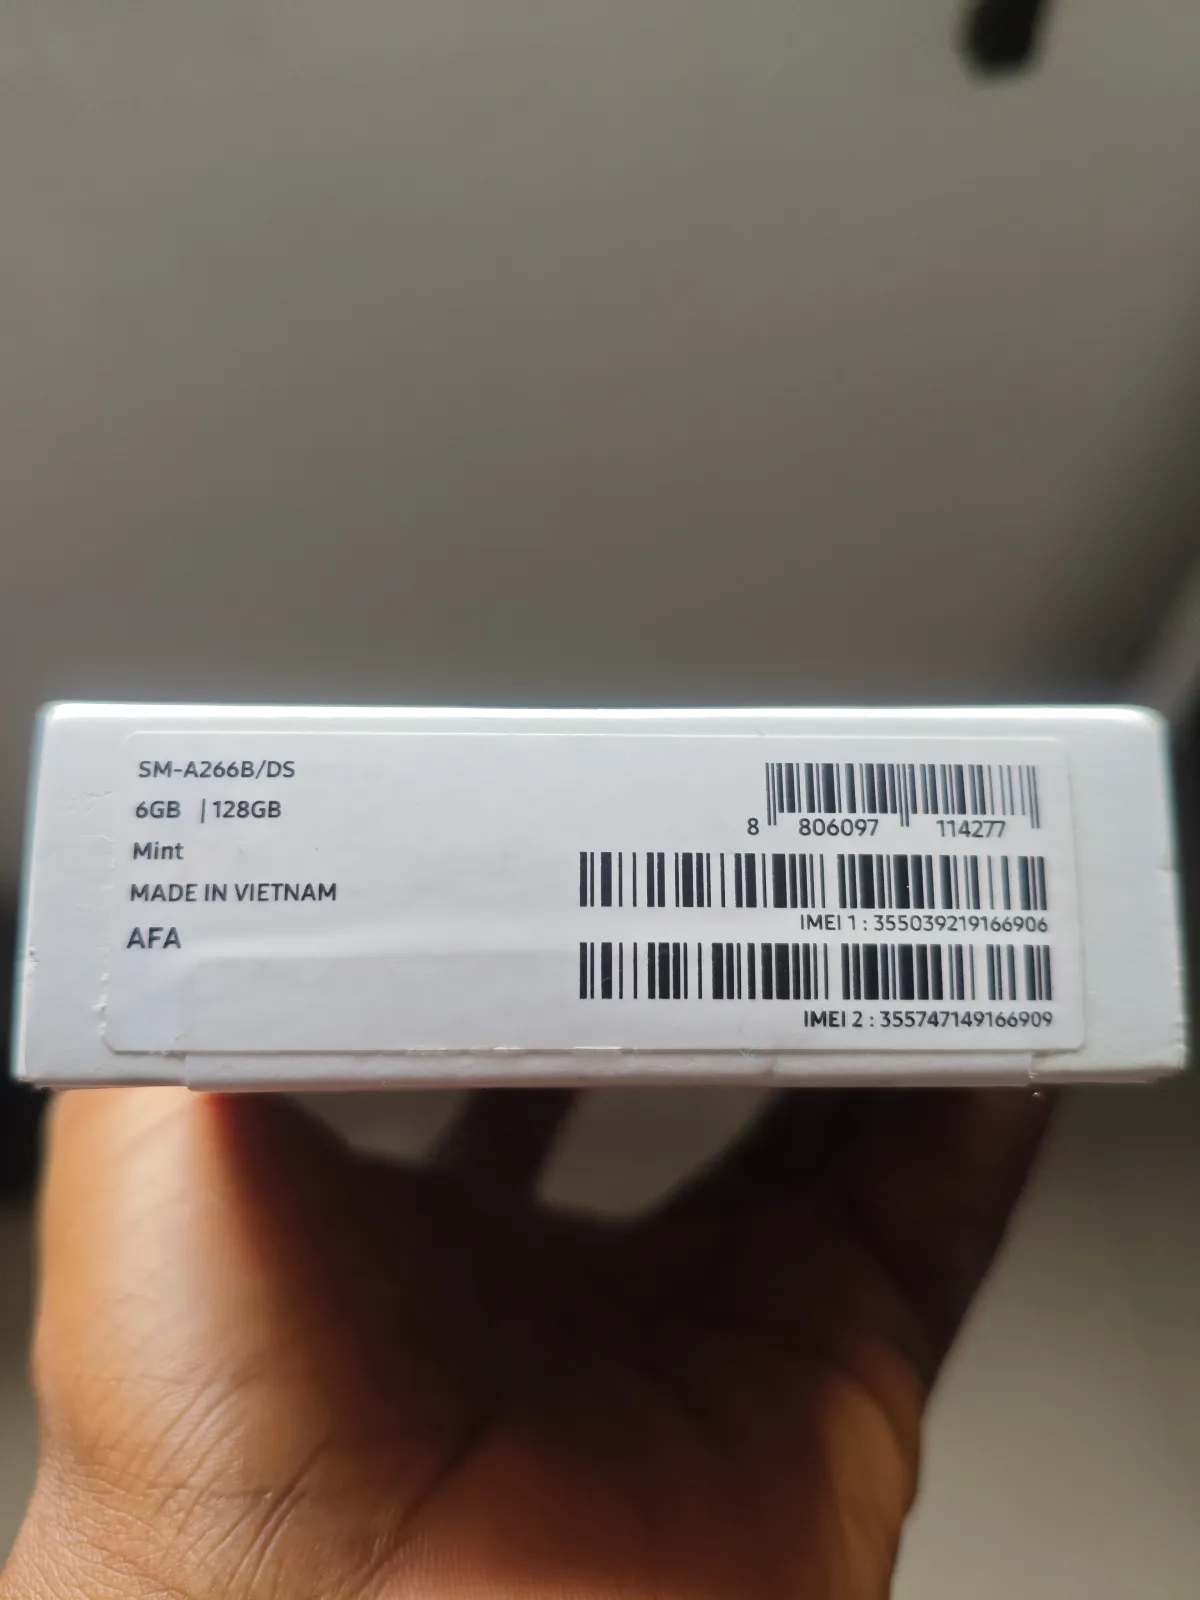 SM-A266B/DS
6GB | 128GB
Mint
MADE IN VIETNAM
AFA
8 806097 114277
IMEI 1 : 355039219166906
IMEI 2 : 355747149166909